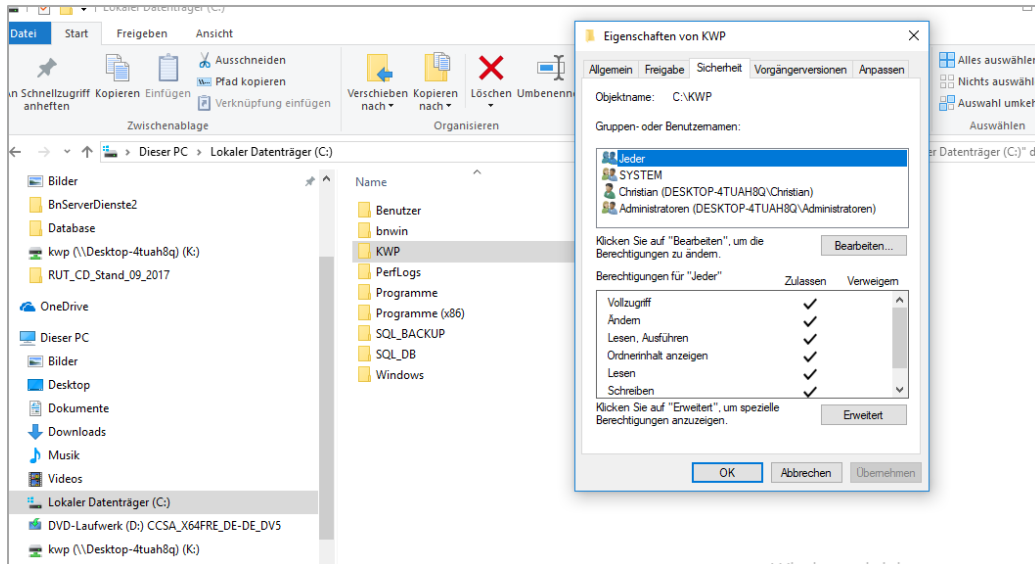 Lokaler Datenträger (C:)
Datei Start Freigeben Ansicht
Ausschneiden
Pfad kopieren
Verknüpfung einfügen
An Schnellzugriff anheften
Kopieren
Einfügen
Zwischenablage
Verschieben nach
Kopieren nach
Löschen
Umbenenne
Organisieren
Alles auswählen
Nichts auswähl
Auswahl umkeh
Auswählen
Dieser PC › Lokaler Datenträger (C:)
er Datenträger (C:)" d
Bilder
BnServerDienste2
Database
kwp (\\Desktop-4tuah8q) (K:)
RUT_CD_Stand_09_2017
OneDrive
Dieser PC
Bilder
Desktop
Dokumente
Downloads
Musik
Videos
Lokaler Datenträger (C:)
DVD-Laufwerk (D:) CCSA_X64FRE_DE-DE_DV5
kwp (\\Desktop-4tuah8q) (K:)
Name
Benutzer
bnwin
KWP
PerfLogs
Programme
Programme (x86)
SQL_BACKUP
SQL_DB
Windows
Eigenschaften von KWP
Allgemein Freigabe Sicherheit Vorgängerversionen Anpassen
Objektname: C:\KWP
Gruppen- oder Benutzernamen:
Jeder
SYSTEM
Christian (DESKTOP-4TUAH8Q\Christian)
Administratoren (DESKTOP-4TUAH8Q\Administratoren)
Klicken Sie auf "Bearbeiten", um die
Berechtigungen zu ändern.
Bearbeiten...
Berechtigungen für "Jeder" Zulassen Verweigern
Vollzugriff
Ändern
Lesen, Ausführen
Ordnerinhalt anzeigen
Lesen
Schreiben
Klicken Sie auf "Erweitert", um spezielle
Berechtigungen anzuzeigen.
Erweitert
OK Abbrechen Übernehmen